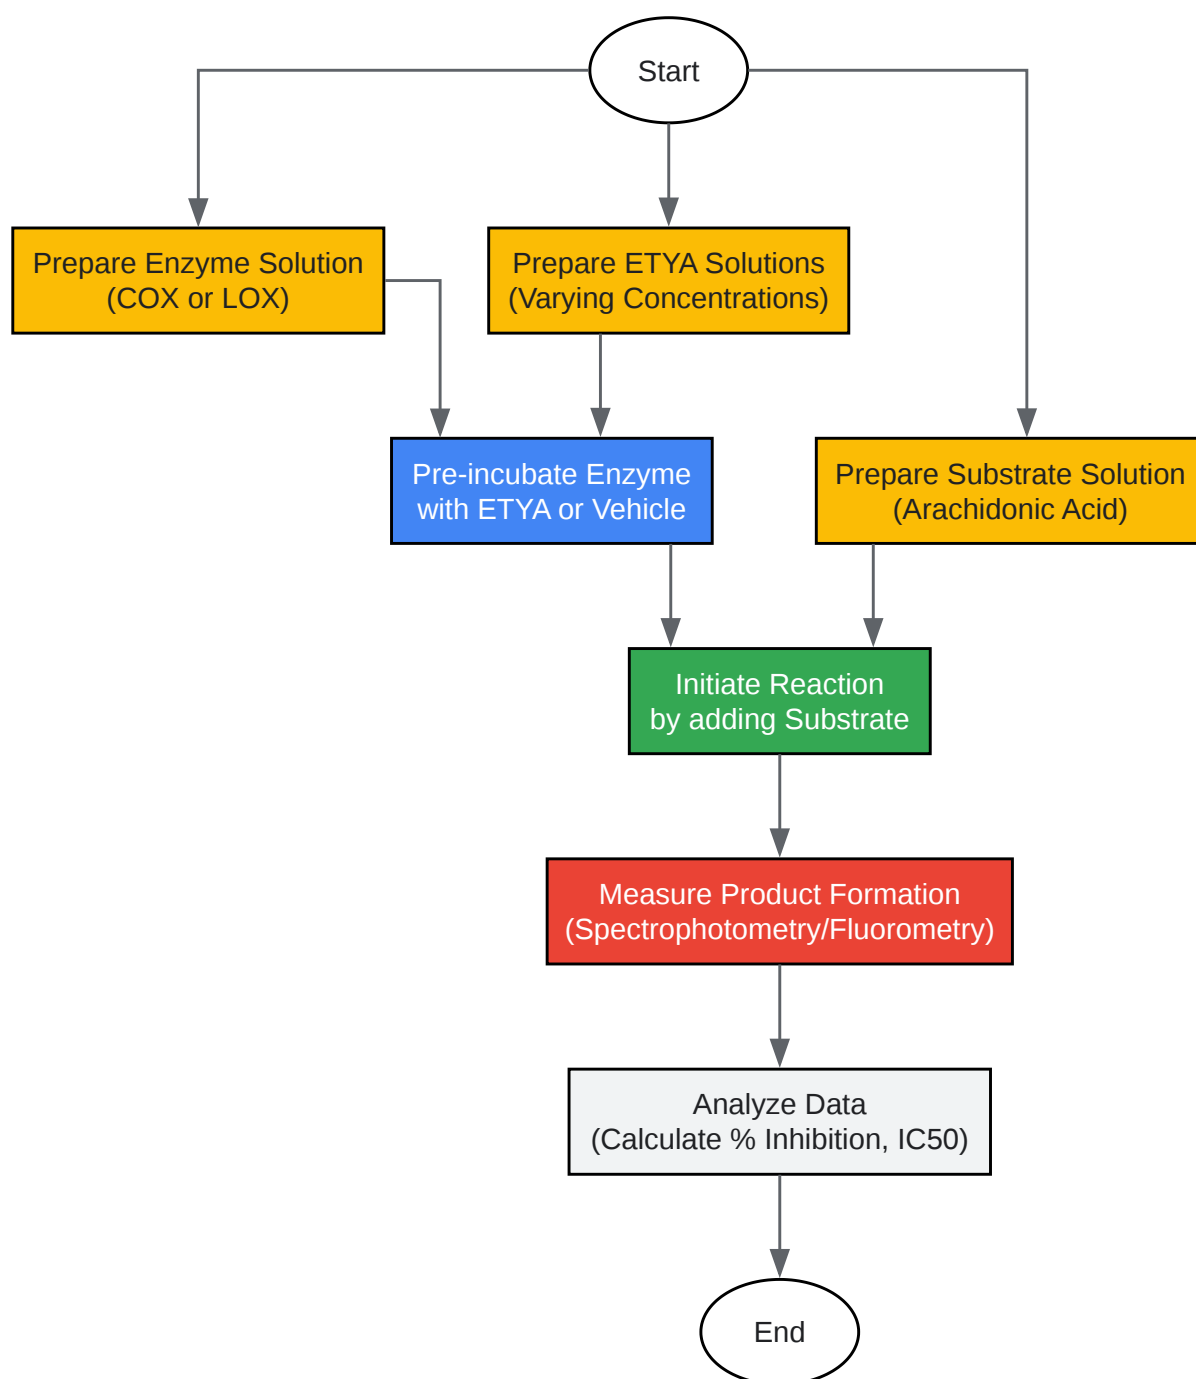 Start
Prepare Enzyme Solution
(COX or LOX)
Prepare ETYA Solutions
(Varying Concentrations)
Pre-incubate Enzyme
with ETYA or Vehicle
Prepare Substrate Solution
(Arachidonic Acid)
Initiate Reaction
by adding Substrate
Measure Product Formation
(Spectrophotometry/Fluorometry)
Analyze Data
(Calculate % Inhibition, IC50)
End